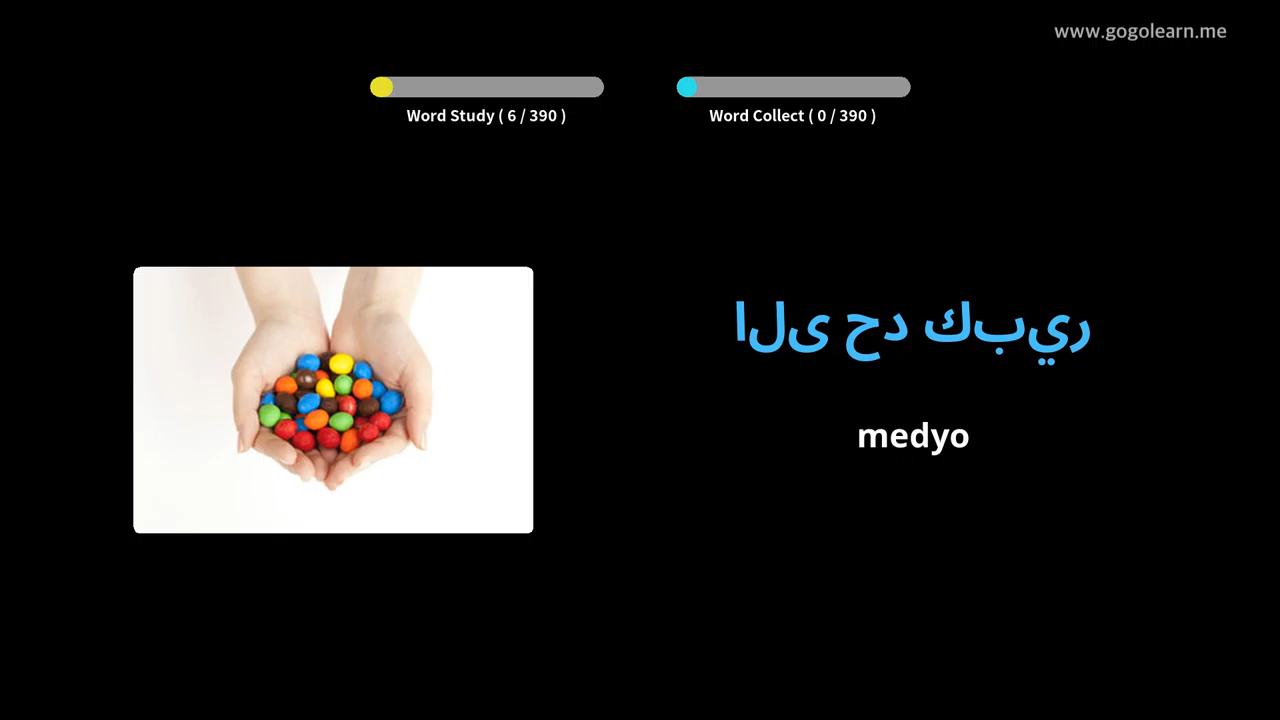 www.gogolearn.me
Word Study ( 6 / 390 )
Word Collect ( 0 / 390 )
الى حد كبير
medyo